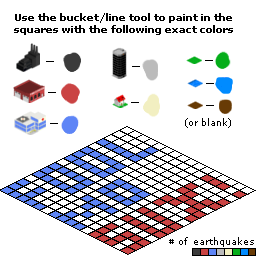 Use the bucket/line tool to paint in the
squares with the following exact colors
(or blank)
# of earthquakes